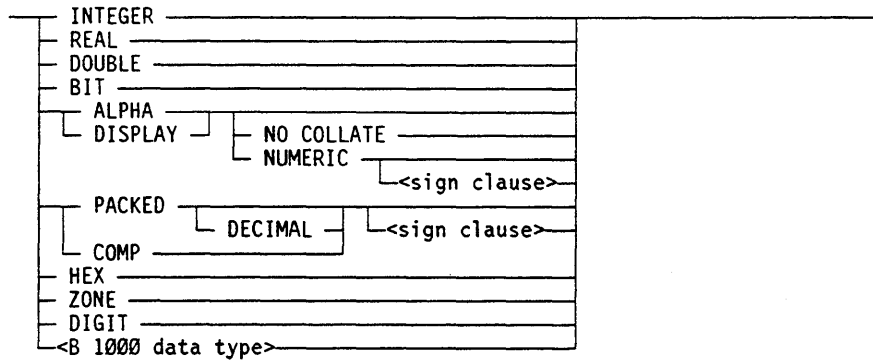 INTEGER
REAL
DOUBLE
BIT
ALPHA
DISPLAY NO COLLATE
NUMERIC
<sign clause>
PACKED
DECIMAL <sign clause>
COMP
HEX
ZONE
DIGIT
<B 1ØØØ data type>